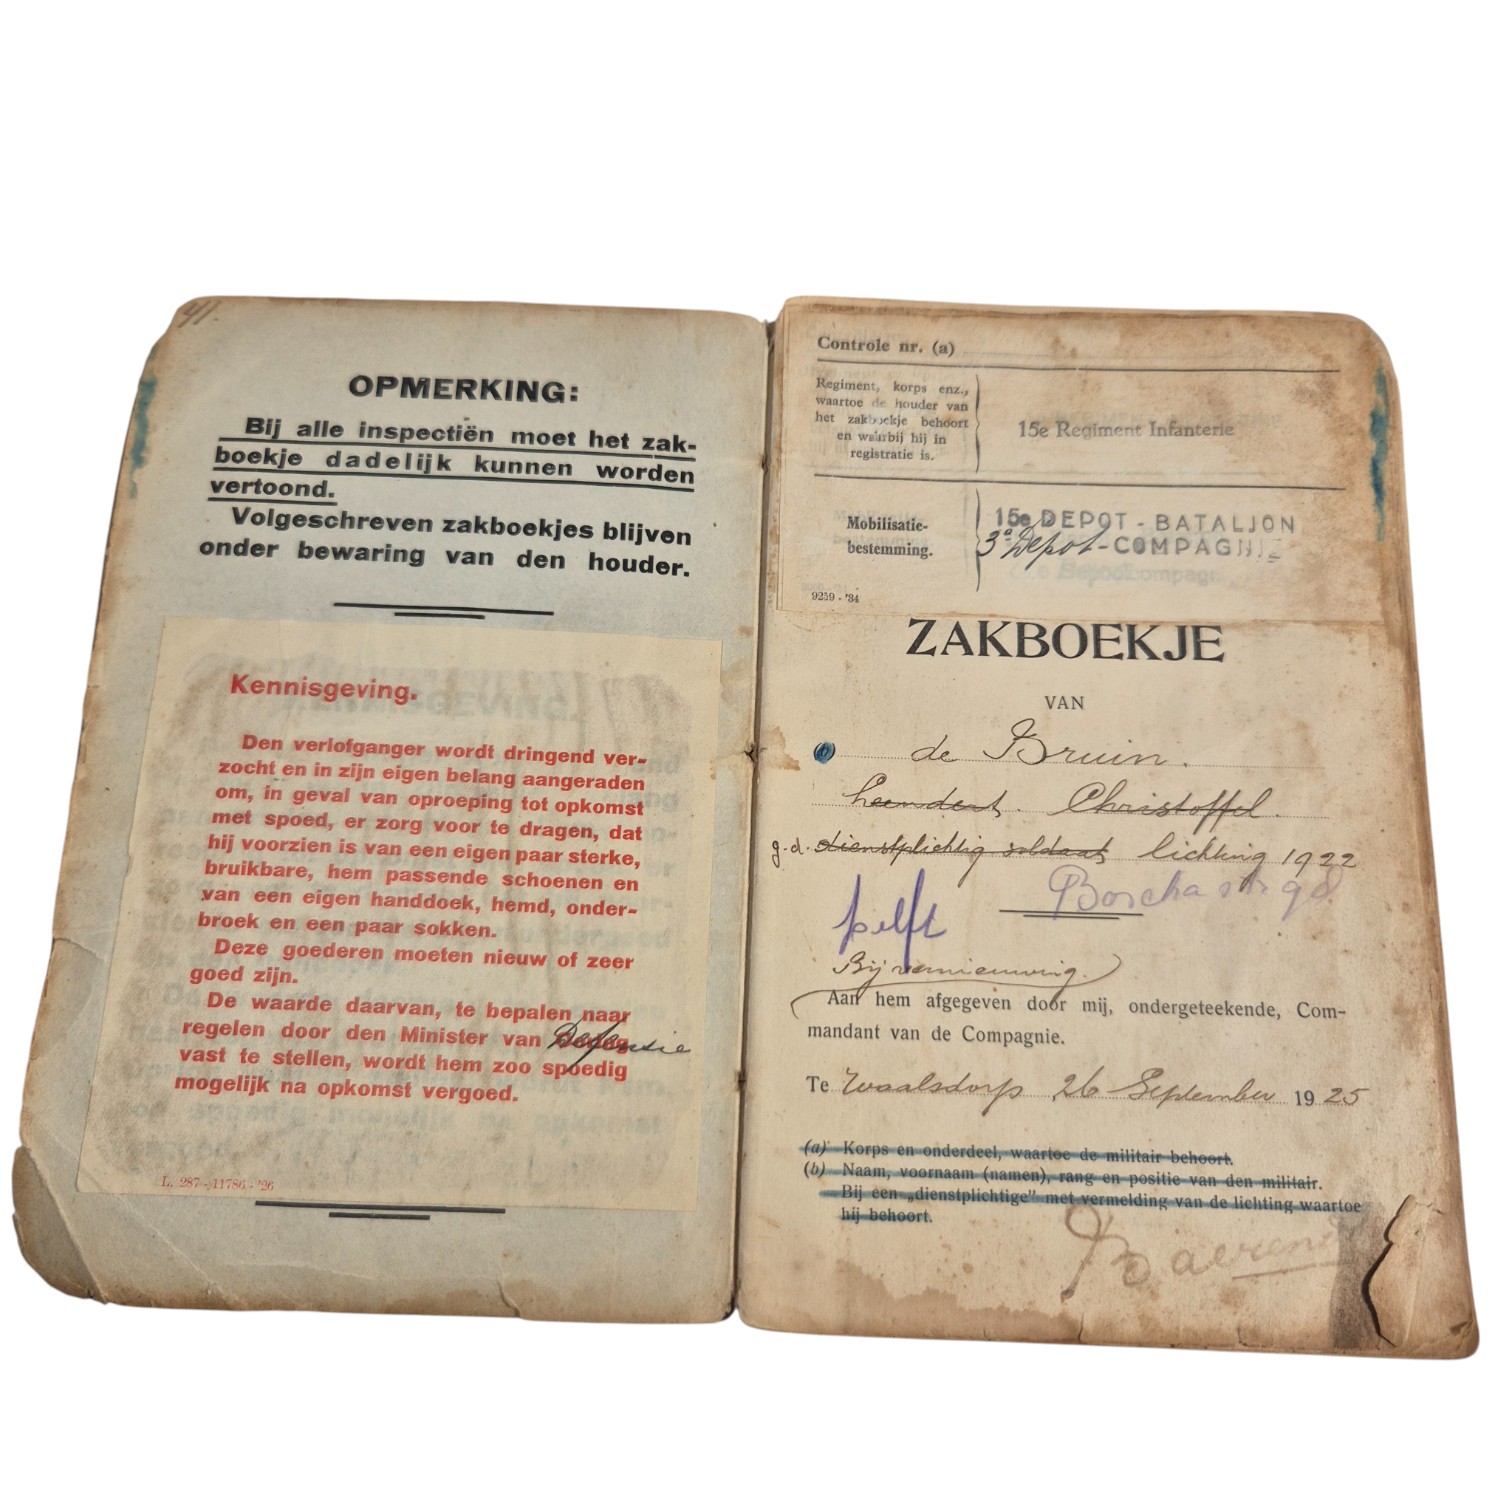 41
OPMERKING:
Bij alle inspectiën moet het zak-
boekje dadelijk kunnen worden
vertoond.
Volgeschreven zakboekjes blijven
onder bewaring van den houder.
Kennisgeving.
Den verlofganger wordt dringend ver-
zocht en in zijn eigen belang aangeraden
om, in geval van oproeping tot opkomst
met spoed, er zorg voor te dragen, dat
hij voorzien is van een eigen paar sterke,
bruikbare, hem passende schoenen en
van een eigen handdoek, hemd, onder-
broek en een paar sokken.
Deze goederen moeten nieuw of zeer
goed zijn.
De waarde daarvan, te bepalen naar
regelen door den Minister van Defensie
vast te stellen, wordt hem zoo spoedig
mogelijk na opkomst vergoed.
L. 287 - 11786 - '26
Controle nr. (a)
Regiment, korps enz.,
waartoe de houder van
het zakboekje behoort
en waarbij hij in
registratie is.
15e Regiment Infanterie
Mobilisatie-
bestemming.
15e DEPOT - BATALJON
3e Depot-COMPAGNIE
9259 - '34
ZAKBOEKJE
VAN
de Bruin.
Christoffel.
g.d. dienstplichtig soldaat lichting 1922
Delft
Bij vernieuwing.
Aan hem afgegeven door mij, ondergeteekende, Com-
mandant van de Compagnie.
Te Waalsdorp 26 September 1925
(a) Korps en onderdeel, waartoe de militair behoort.
(b) Naam, voornaam (namen), rang en positie van den militair.
Bij een „dienstplichtige" met vermelding van de lichting waartoe
hij behoort.